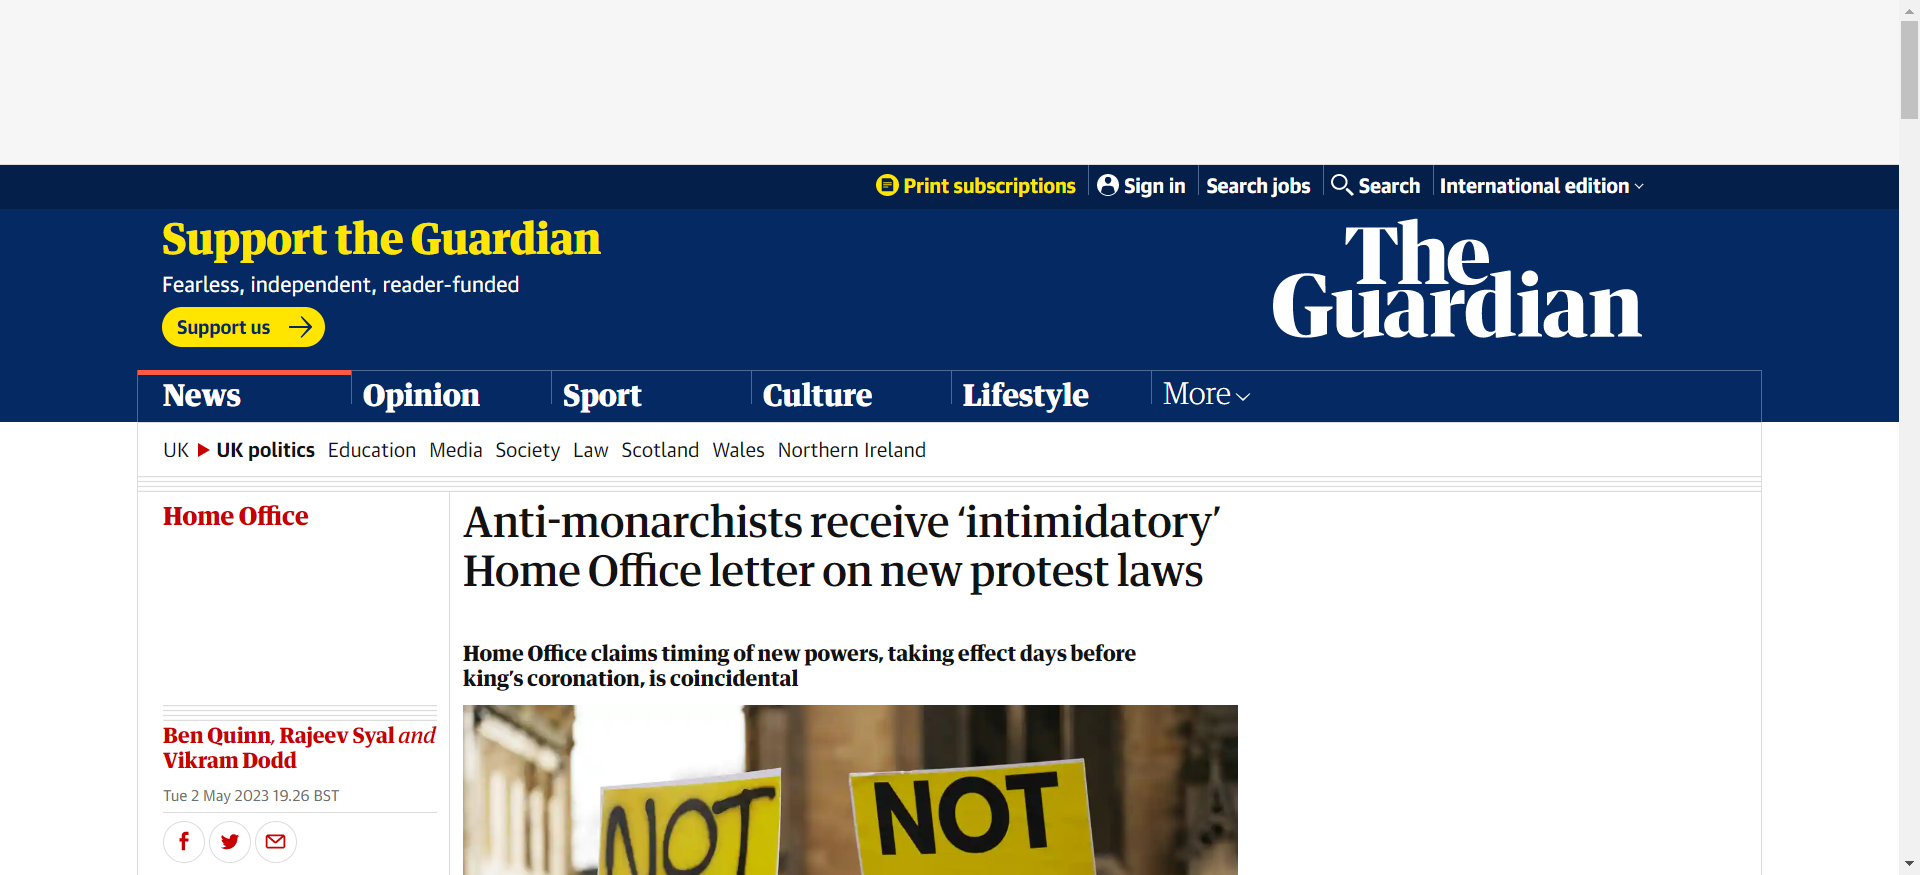 Print subscriptions
Sign in
Search jobs
Search
International edition
Support the Guardian
Fearless, independent, reader-funded
Support us
The
Guardian
News
Opinion
Sport
Culture
Lifestyle
More
UK
UK politics
Education
Media
Society
Law
Scotland
Wales
Northern Ireland
Home Office
Anti-monarchists receive ‘intimidatory’
Home Office letter on new protest laws
Home Office claims timing of new powers, taking effect days before
king’s coronation, is coincidental
Ben Quinn, Rajeev Syal and
Vikram Dodd
Tue 2 May 2023 19.26 BST
NOT
NOT